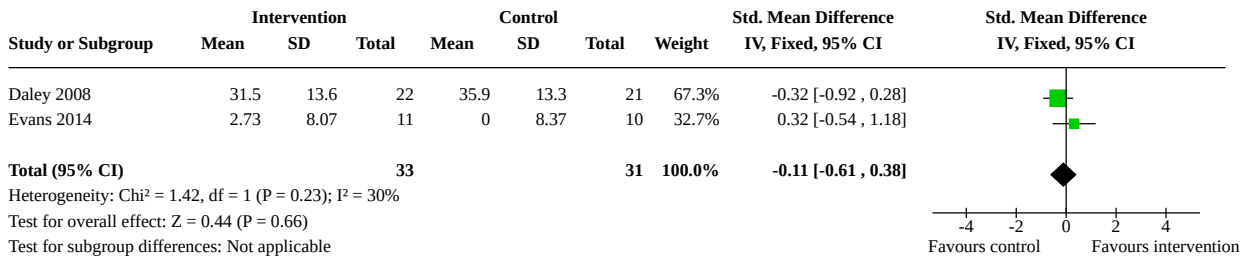 Intervention Control Std. Mean Difference Std. Mean Difference
Study or Subgroup Mean SD Total Mean SD Total Weight IV, Fixed, 95% CI IV, Fixed, 95% CI
Daley 2008 31.5 13.6 22 35.9 13.3 21 67.3% -0.32 [-0.92 , 0.28]
Evans 2014 2.73 8.07 11 0 8.37 10 32.7% 0.32 [-0.54 , 1.18]
Total (95% CI) 33 31 100.0% -0.11 [-0.61 , 0.38]
Heterogeneity: Chi² = 1.42, df = 1 (P = 0.23); I² = 30%
Test for overall effect: Z = 0.44 (P = 0.66)
-4 -2 0 2 4
Test for subgroup differences: Not applicable Favours control Favours intervention